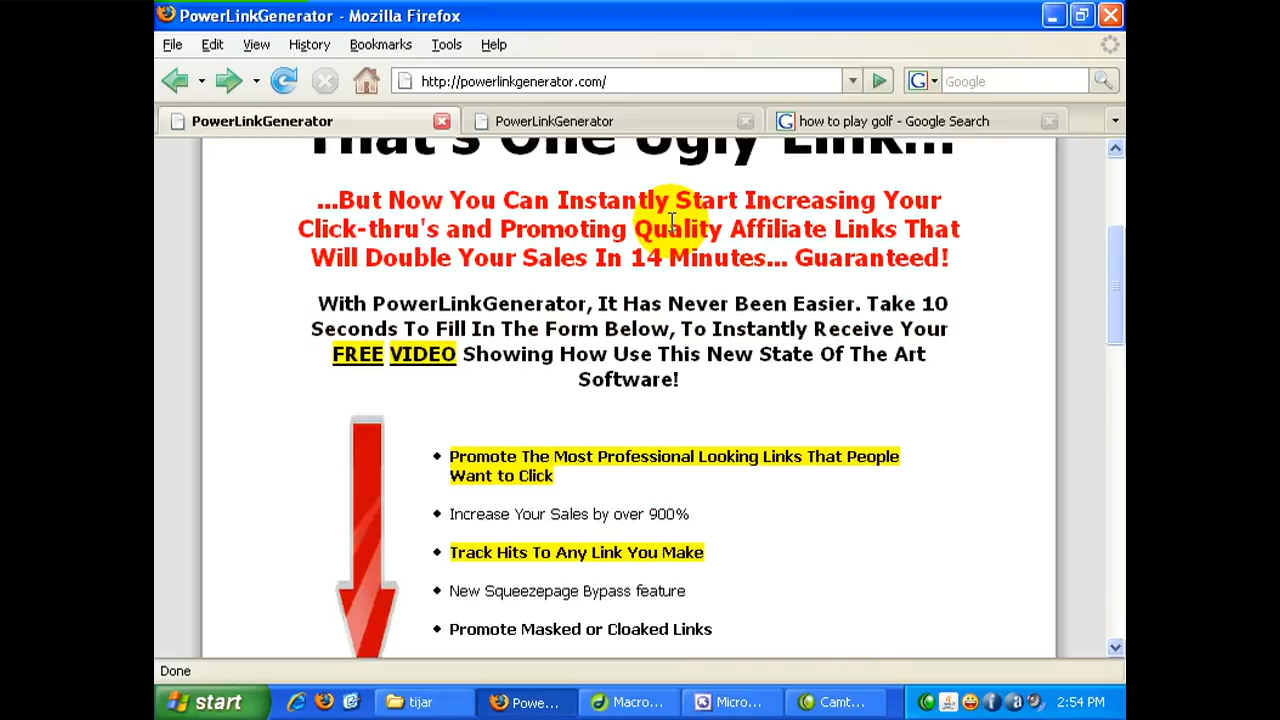 PowerLinkGenerator - Mozilla Firefox
File Edit View History Bookmarks Tools Help
http://powerlinkgenerator.com/
Google
PowerLinkGenerator
PowerLinkGenerator
how to play golf - Google Search
That's One Ugly Link...
...But Now You Can Instantly Start Increasing Your
Click-thru's and Promoting Quality Affiliate Links That
Will Double Your Sales In 14 Minutes... Guaranteed!
With PowerLinkGenerator, It Has Never Been Easier. Take 10
Seconds To Fill In The Form Below, To Instantly Receive Your
FREE VIDEO Showing How Use This New State Of The Art
Software!
Promote The Most Professional Looking Links That People
Want to Click
Increase Your Sales by over 900%
Track Hits To Any Link You Make
New Squeezepage Bypass feature
Promote Masked or Cloaked Links
Done
start
tijar
Powe...
Macro...
Micro...
Camt...
2:54 PM